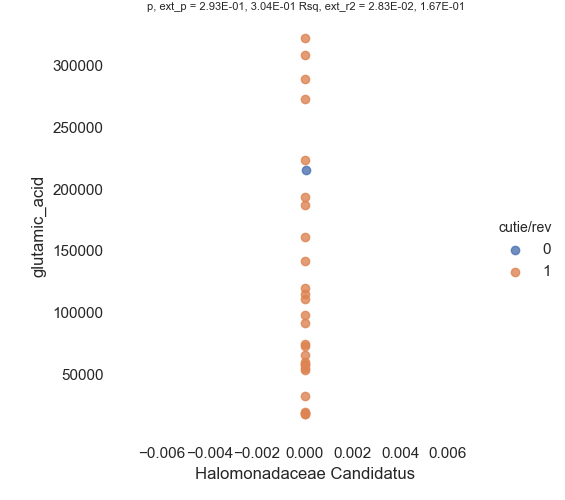 p, ext_p = 2.93E-01, 3.04E-01 Rsq, ext_r2 = 2.83E-02, 1.67E-01
300000
250000
200000
150000
100000
50000
glutamic_acid
−0.006 −0.004 −0.002 0.000 0.002 0.004 0.006
Halomonadaceae Candidatus
cutie/rev
0
1